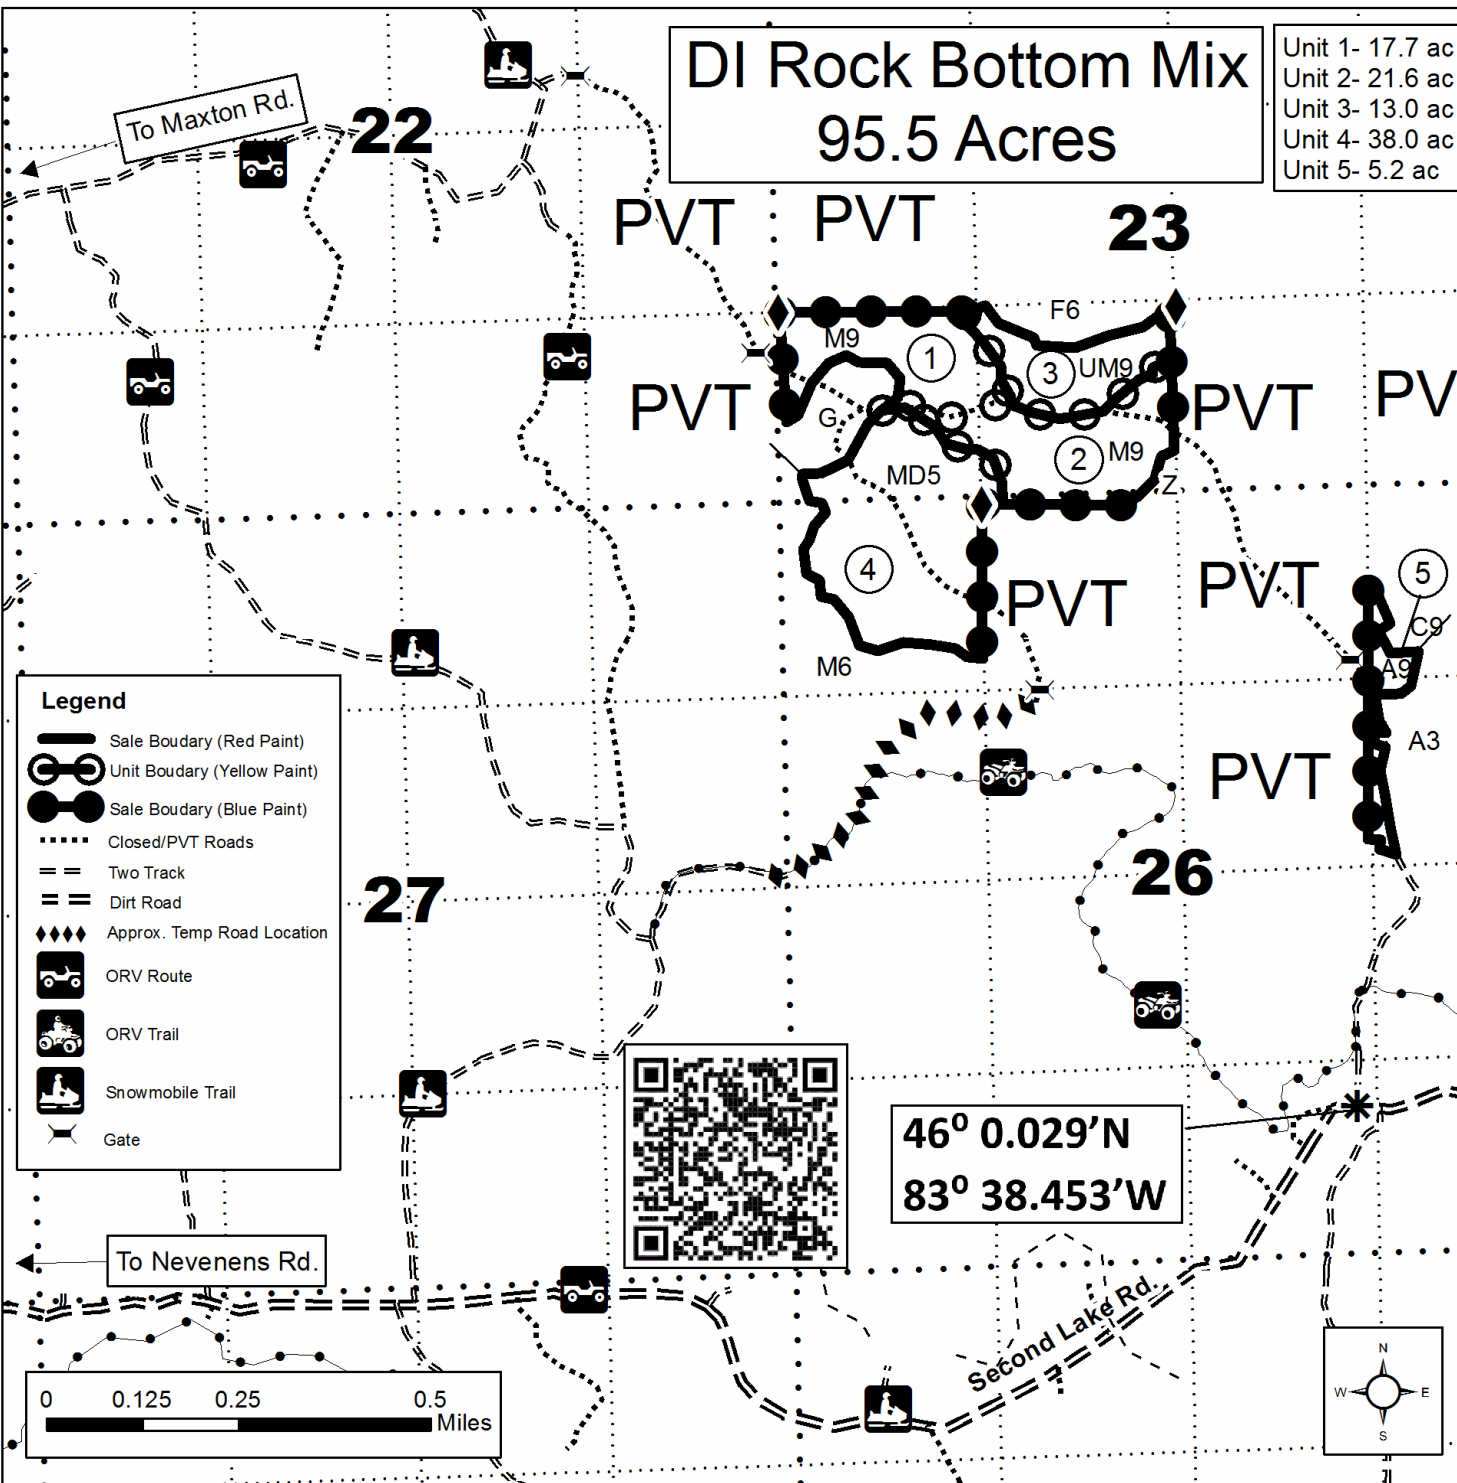 DI Rock Bottom Mix
95.5 Acres
Unit 1- 17.7 ac
Unit 2- 21.6 ac
Unit 3- 13.0 ac
Unit 4- 38.0 ac
Unit 5- 5.2 ac
To Maxton Rd.
22
PVT
PVT
23
F6
M9
1
3
UM9
PVT
PVT
PV
G
2
M9
MD5
Z
4
PVT
PVT
5
C9
A9
M6
A3
PVT
Legend
Sale Boudary (Red Paint)
Unit Boudary (Yellow Paint)
Sale Boudary (Blue Paint)
Closed/PVT Roads
Two Track
Dirt Road
Approx. Temp Road Location
ORV Route
ORV Trail
Snowmobile Trail
Gate
27
26
46⁰ 0.029’N
83⁰ 38.453’W
To Nevenens Rd.
Second Lake Rd.
0 0.125 0.25 0.5
Miles
N
W E
S